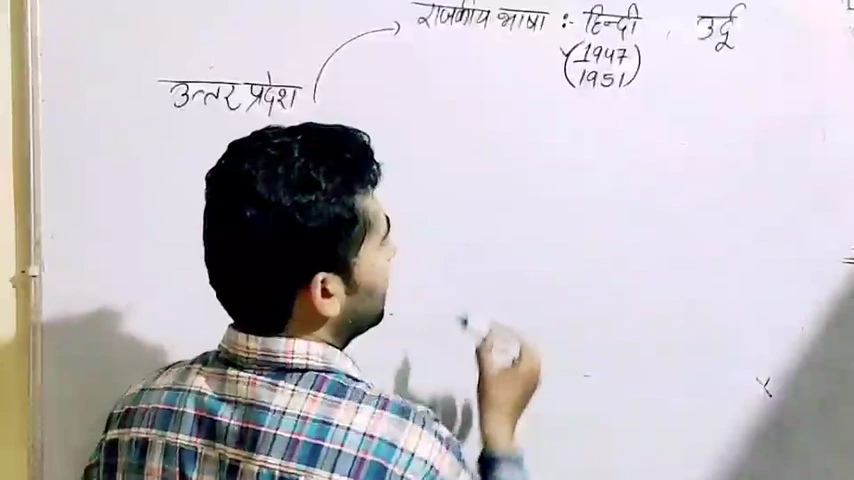 राजकीय भाषा :- हिन्दी , उर्दू
(1947)
(1951)
उत्तर प्रदेश